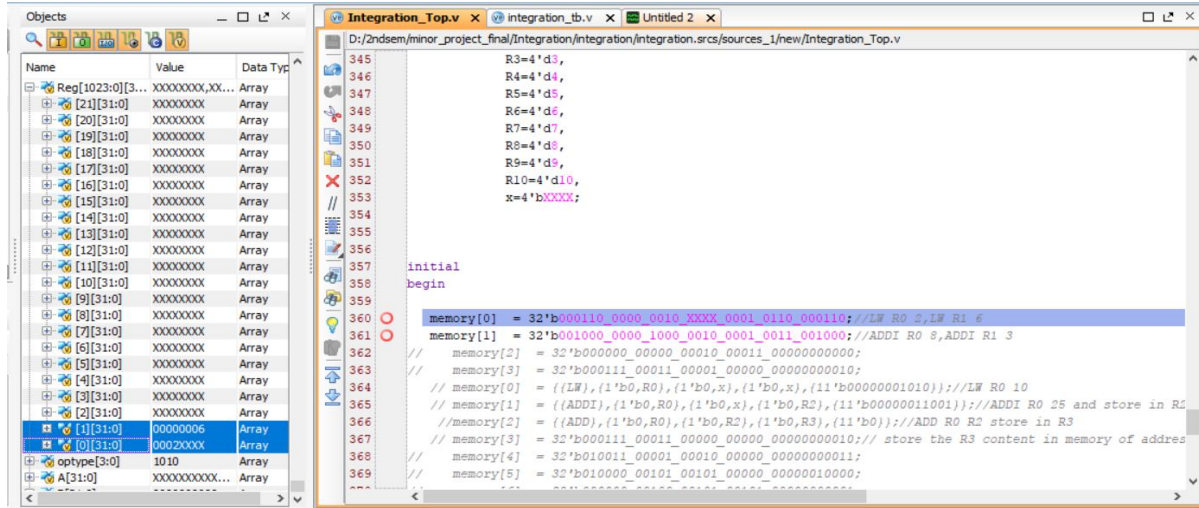 Objects
Name Value Data Typ
Reg[1023:0][3... XXXXXXXX,XX... Array
[21][31:0] XXXXXXXX Array
[20][31:0] XXXXXXXX Array
[19][31:0] XXXXXXXX Array
[18][31:0] XXXXXXXX Array
[17][31:0] XXXXXXXX Array
[16][31:0] XXXXXXXX Array
[15][31:0] XXXXXXXX Array
[14][31:0] XXXXXXXX Array
[13][31:0] XXXXXXXX Array
[12][31:0] XXXXXXXX Array
[11][31:0] XXXXXXXX Array
[10][31:0] XXXXXXXX Array
[9][31:0] XXXXXXXX Array
[8][31:0] XXXXXXXX Array
[7][31:0] XXXXXXXX Array
[6][31:0] XXXXXXXX Array
[5][31:0] XXXXXXXX Array
[4][31:0] XXXXXXXX Array
[3][31:0] XXXXXXXX Array
[2][31:0] XXXXXXXX Array
[1][31:0] 00000006 Array
[0][31:0] 0002XXXX Array
optype[3:0] 1010 Array
A[31:0] XXXXXXXXXX... Array
Integration_Top.v integration_tb.v Untitled 2
D:/2ndsem/minor_project_final/Integration/integration/integration.srcs/sources_1/new/Integration_Top.v
345 R3=4'd3,
346 R4=4'd4,
347 R5=4'd5,
348 R6=4'd6,
349 R7=4'd7,
350 R8=4'd8,
351 R9=4'd9,
352 R10=4'd10,
353 x=4'bXXXX;
354
355
356
357 initial
358 begin
359
360 memory[0] = 32'b000110_0000_0010_XXXX_0001_0110_000110;//LW R0 2,LW R1 6
361 memory[1] = 32'b001000_0000_1000_0010_0001_0011_001000;//ADDI R0 8,ADDI R1 3
362 // memory[2] = 32'b000000_00000_00010_00011_00000000000;
363 // memory[3] = 32'b000111_00011_00001_00000_00000000010;
364 // memory[0] = {{LW},{1'b0,R0},{1'b0,x},{1'b0,x},{11'b00000001010}};//LW R0 10
365 // memory[1] = {{ADDI},{1'b0,R0},{1'b0,x},{1'b0,R2},{11'b00000011001}};//ADDI R0 25 and store in R2
366 //memory[2] = {{ADD},{1'b0,R0},{1'b0,R2},{1'b0,R3},{11'b0}};//ADD R0 R2 store in R3
367 // memory[3] = 32'b000111_00011_00000_00000_00000000010;// store the R3 content in memory of addres
368 // memory[4] = 32'b010011_00001_00010_00000_00000000011;
369 // memory[5] = 32'b010000_00101_00101_00000_00000010000;